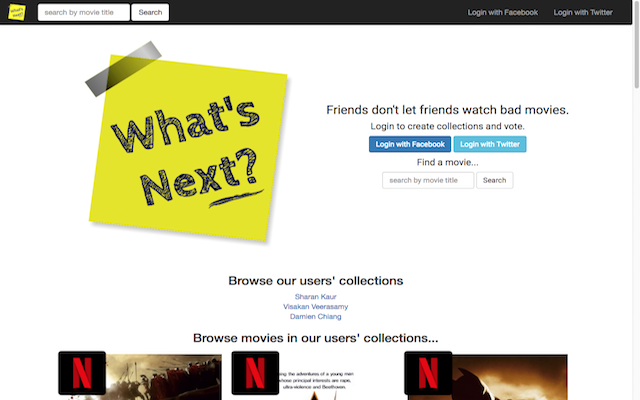 What's
Next?
search by movie title
Search
Login with Facebook
Login with Twitter
What's
Next?
Friends don't let friends watch bad movies.
Login to create collections and vote.
Login with Facebook
Login with Twitter
Find a movie...
search by movie title
Search
Browse our users' collections
Sharan Kaur
Visakan Veerasamy
Damien Chiang
Browse movies in our users' collections...
N
N
N
ing the adventures of a young man
whose principal interests are rape,
ultra-violence and Beethoven.